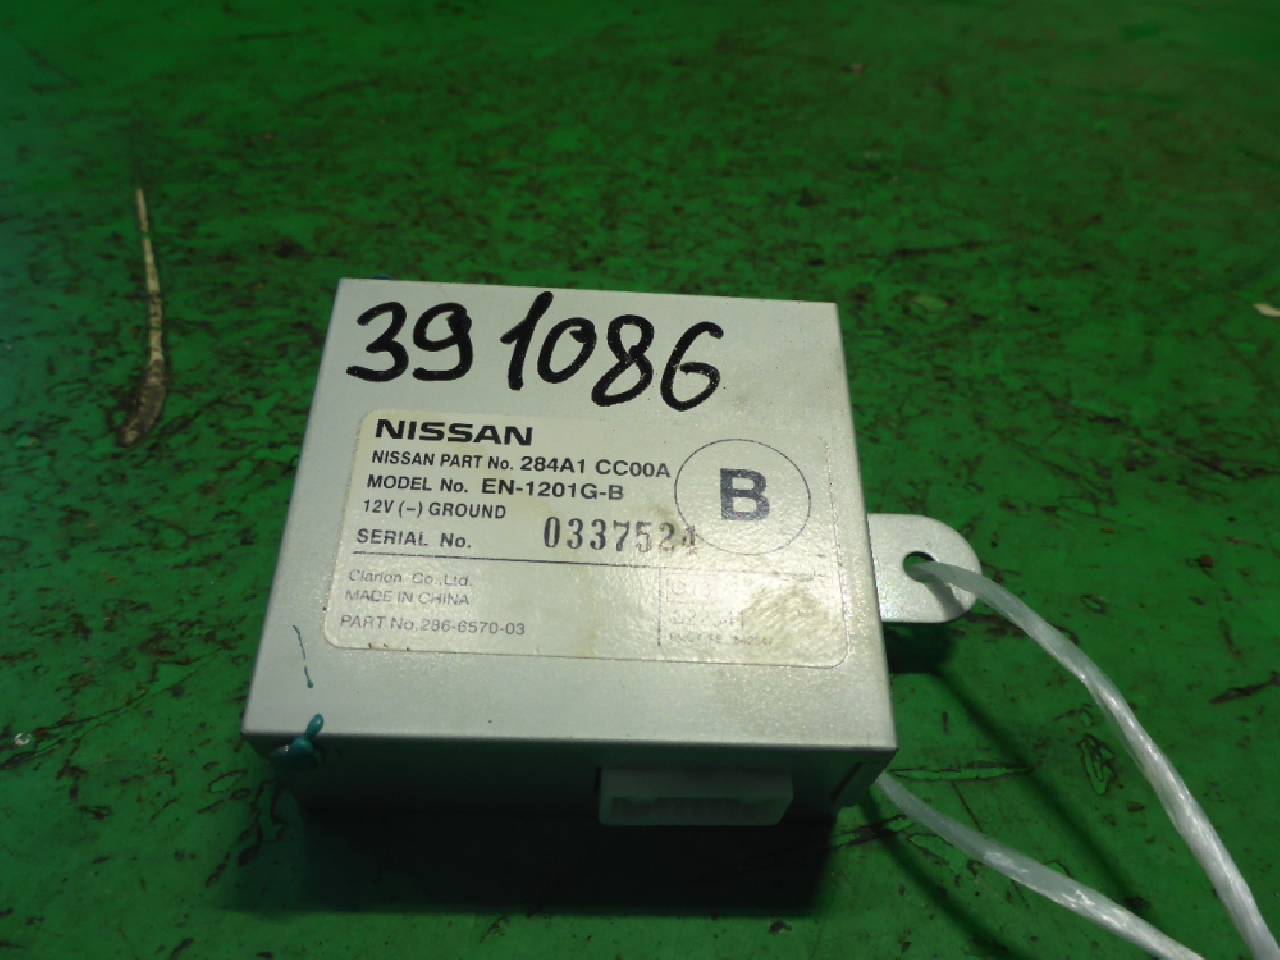 391086
NISSAN
NISSAN PART No. 284A1 CC00A
MODEL No. EN-1201G-B
B
12V (-) GROUND
SERIAL No. 0337524
Clarion Co.,Ltd.
MADE IN CHINA
PART No.286-6570-03